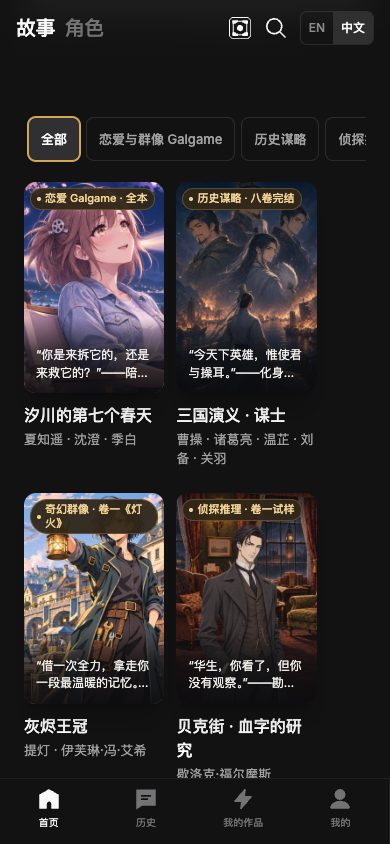 故事 角色 EN 中文
全部 恋爱与群像 Galgame 历史谋略 侦探
恋爱 Galgame · 全本
“你是来拆它的，还是
来救它的？”——陪...
汐川的第七个春天
夏知遥 · 沈澄 · 季白
历史谋略 · 八卷完结
“今天下英雄，惟使君
与操耳。”——化身...
三国演义 · 谋士
曹操 · 诸葛亮 · 温芷 · 刘
备 · 关羽
奇幻群像 · 卷一《灯
火》
“借一次全力，拿走你
一段最温暖的记忆。...
灰烬王冠
提灯 · 伊芙琳·冯·艾希
侦探推理 · 卷一试样
“华生，你看了，但你
没有观察。”——勘...
贝克街 · 血字的研
究
歇洛克·福尔摩斯
首页 历史 我的作品 我的